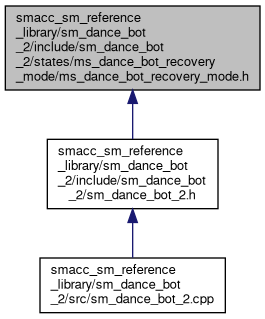 smacc_sm_reference
_library/sm_dance_bot
_2/include/sm_dance_bot
_2/states/ms_dance_bot_recovery
_mode/ms_dance_bot_recovery_mode.h
smacc_sm_reference
_library/sm_dance_bot
_2/include/sm_dance_bot
_2/sm_dance_bot_2.h
smacc_sm_reference
_library/sm_dance_bot
_2/src/sm_dance_bot_2.cpp